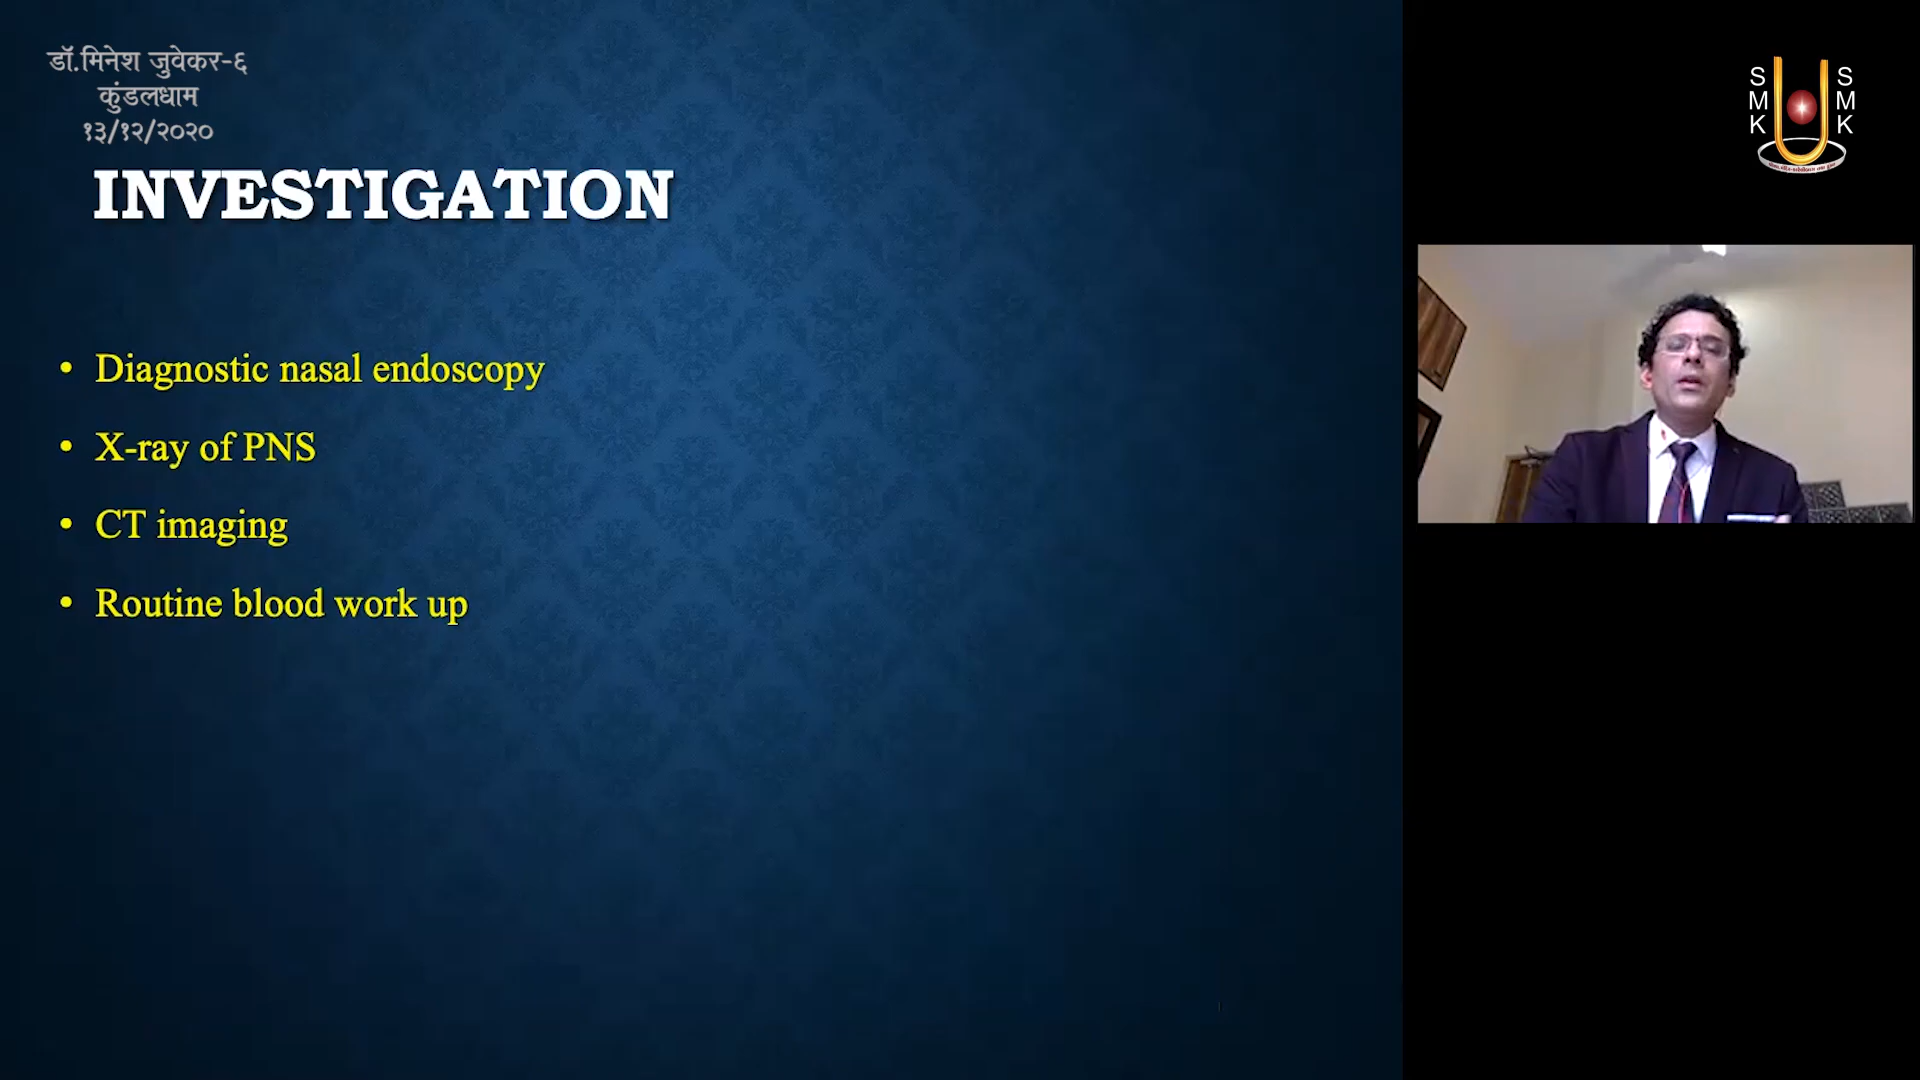 डॉ.मिनेश जुवेकर-६
कुंडलधाम
१३/१२/२०२०
INVESTIGATION
• Diagnostic nasal endoscopy
• X-ray of PNS
• CT imaging
• Routine blood work up
S
M
K
S
M
K